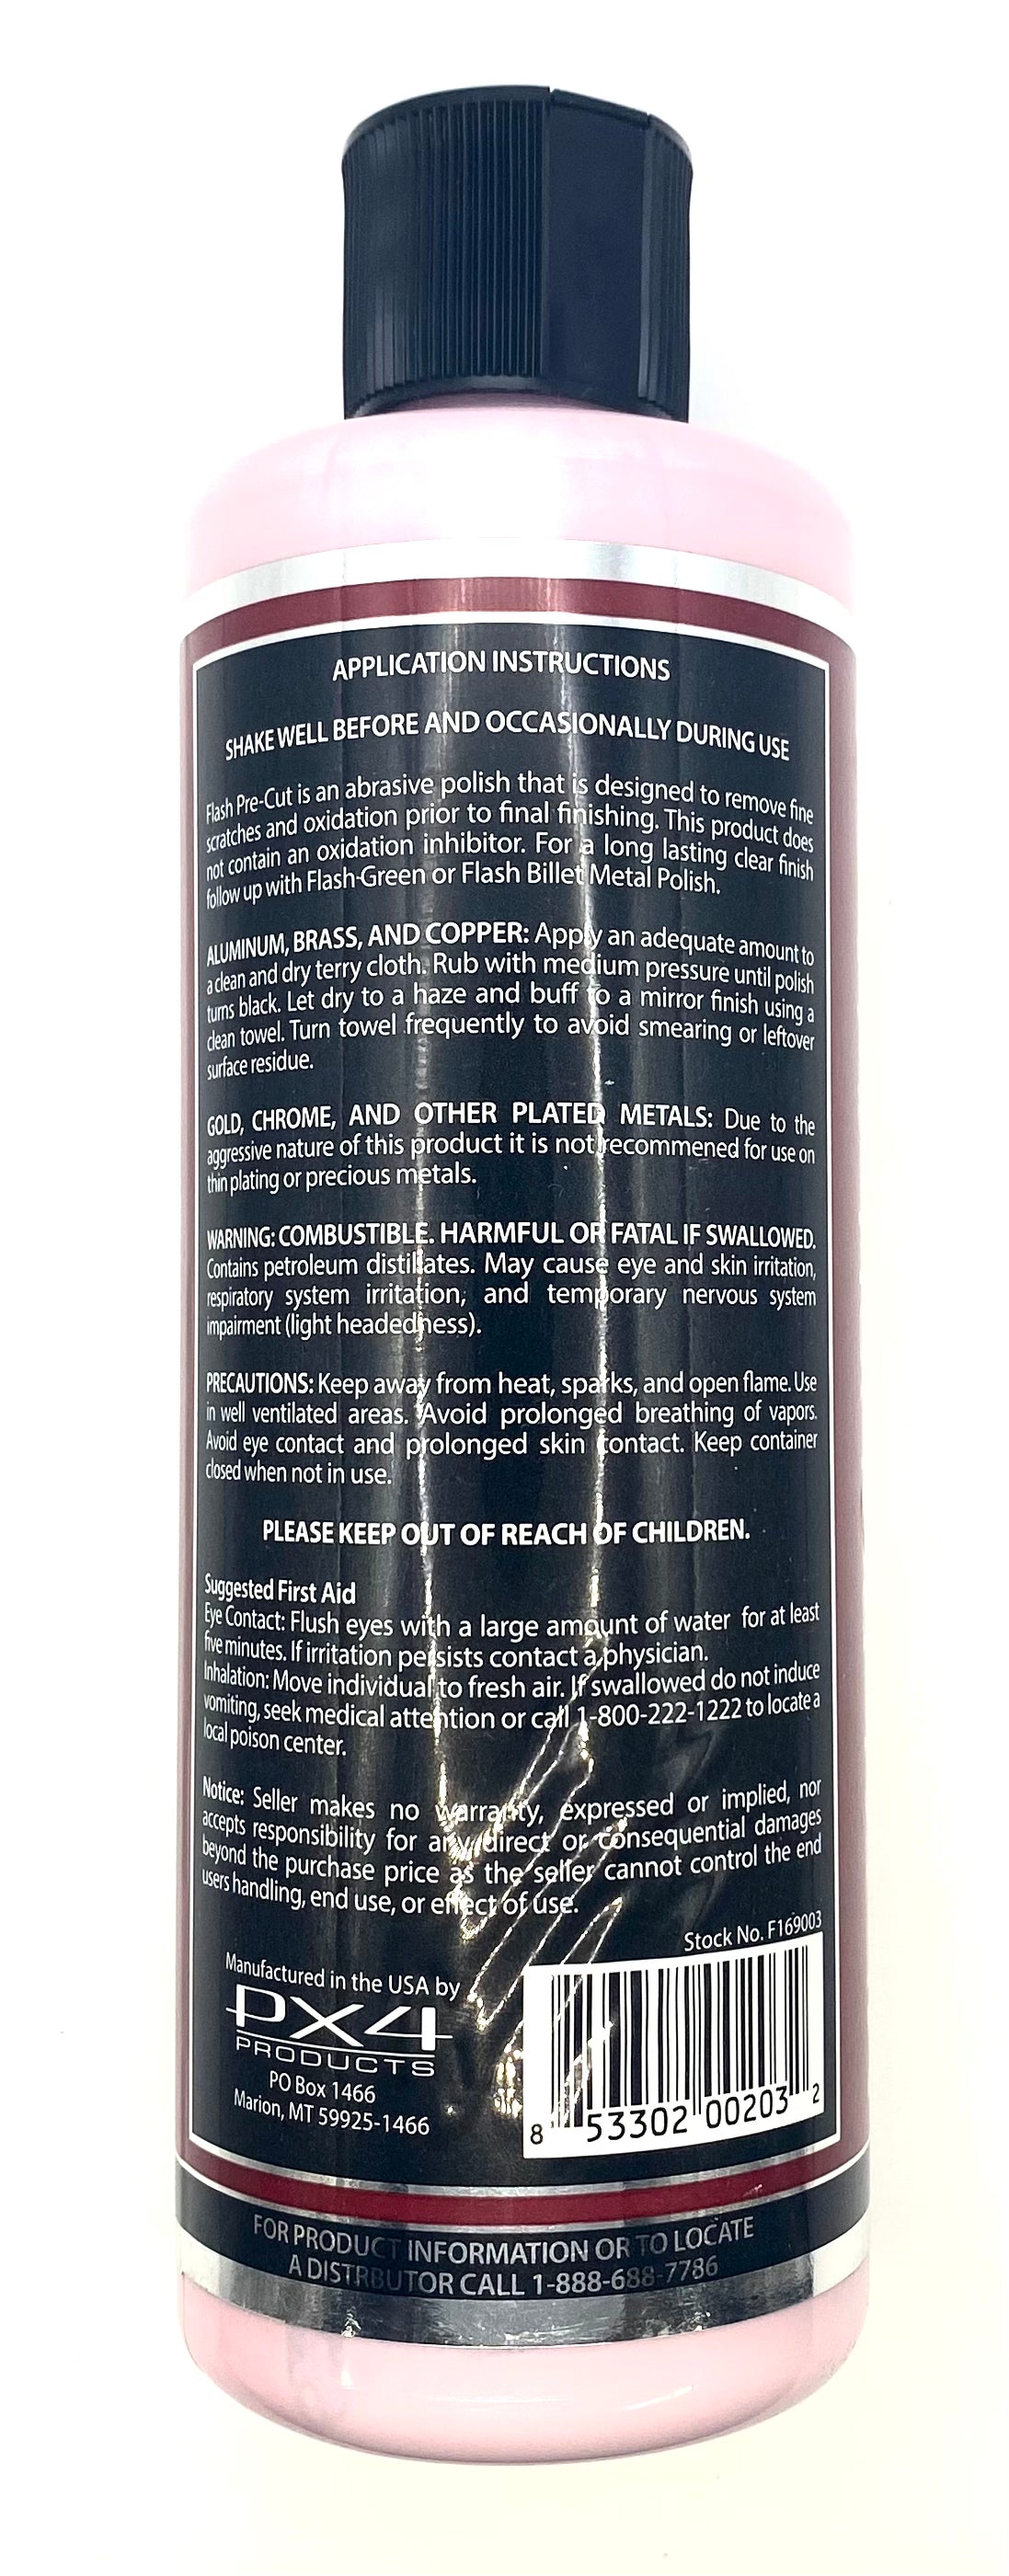 APPLICATION INSTRUCTIONS
SHAKE WELL BEFORE AND OCCASIONALLY DURING USE
Flash Pre-Cut is an abrasive polish that is designed to remove fine
scratches and oxidation prior to final finishing. This product does
not contain an oxidation inhibitor. For a long lasting clear finish
follow up with Flash-Green or Flash Billet Metal Polish.
ALUMINUM, BRASS, AND COPPER: Apply an adequate amount to
a clean and dry terry cloth. Rub with medium pressure until polish
turns black. Let dry to a haze and buff to a mirror finish using a
clean towel. Turn towel frequently to avoid smearing or leftover
surface residue.
GOLD, CHROME, AND OTHER PLATED METALS: Due to the
aggressive nature of this product it is not recommened for use on
thin plating or precious metals.
WARNING: COMBUSTIBLE. HARMFUL OR FATAL IF SWALLOWED.
Contains petroleum distillates. May cause eye and skin irritation,
respiratory system irritation, and temporary nervous system
impairment (light headedness).
PRECAUTIONS: Keep away from heat, sparks, and open flame. Use
in well ventilated areas. Avoid prolonged breathing of vapors.
Avoid eye contact and prolonged skin contact. Keep container
closed when not in use.
PLEASE KEEP OUT OF REACH OF CHILDREN.
Suggested First Aid
Eye Contact: Flush eyes with a large amount of water for at least
five minutes. If irritation persists contact a physician.
Inhalation: Move individual to fresh air. If swallowed do not induce
vomiting, seek medical attention or call 1-800-222-1222 to locate a
local poison center.
Notice: Seller makes no warranty, expressed or implied, nor
accepts responsibility for any direct or consequential damages
beyond the purchase price as the seller cannot control the end
users handling, end use, or effect of use.
Stock No. F169003
Manufactured in the USA by
PX4
PRODUCTS
PO Box 1466
Marion, MT 59925-1466
8 53302 00203 2
FOR PRODUCT INFORMATION OR TO LOCATE
A DISTRBUTOR CALL 1-888-688-7786